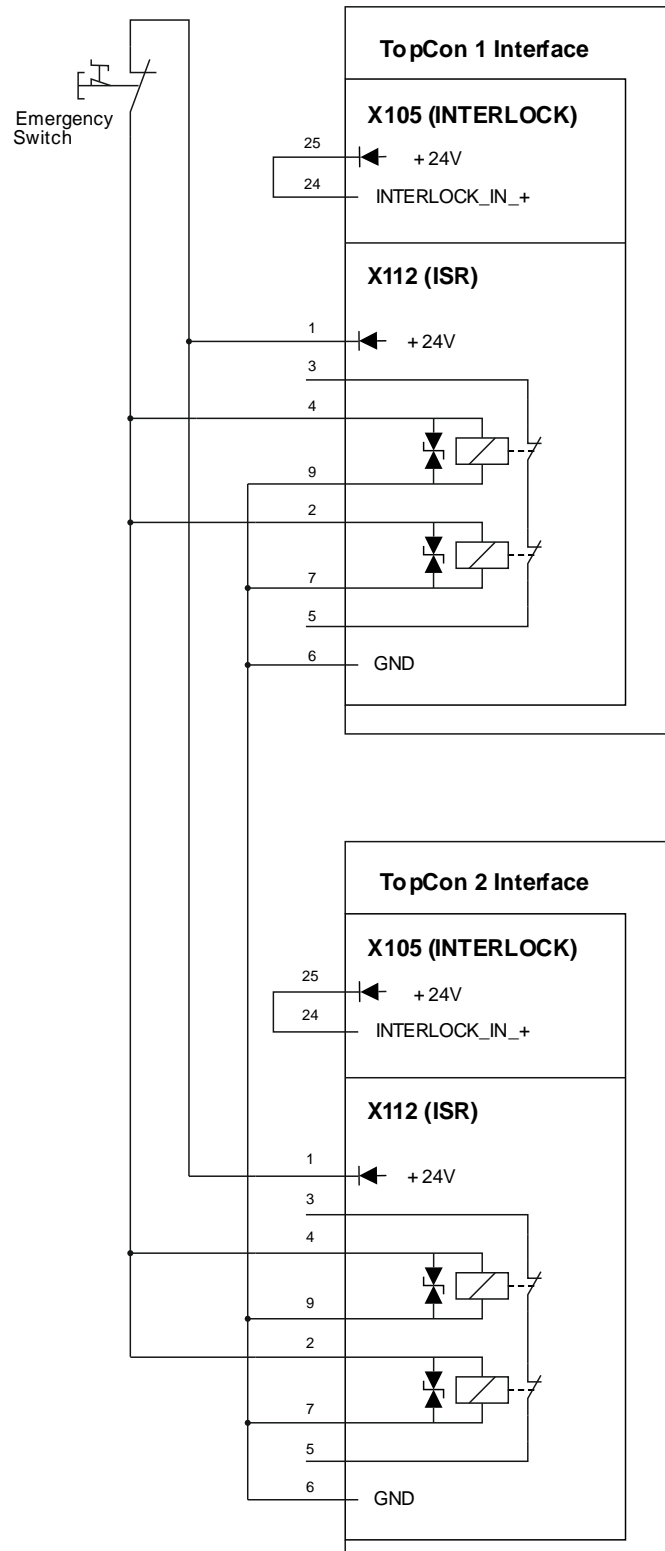 Emergency
Switch
TopCon 1 Interface
X105 (INTERLOCK)
25
+24V
24
INTERLOCK_IN_+
X112 (ISR)
1
+24V
3
4
9
2
7
5
6
GND
TopCon 2 Interface
X105 (INTERLOCK)
25
+24V
24
INTERLOCK_IN_+
X112 (ISR)
1
+24V
3
4
9
2
7
5
6
GND